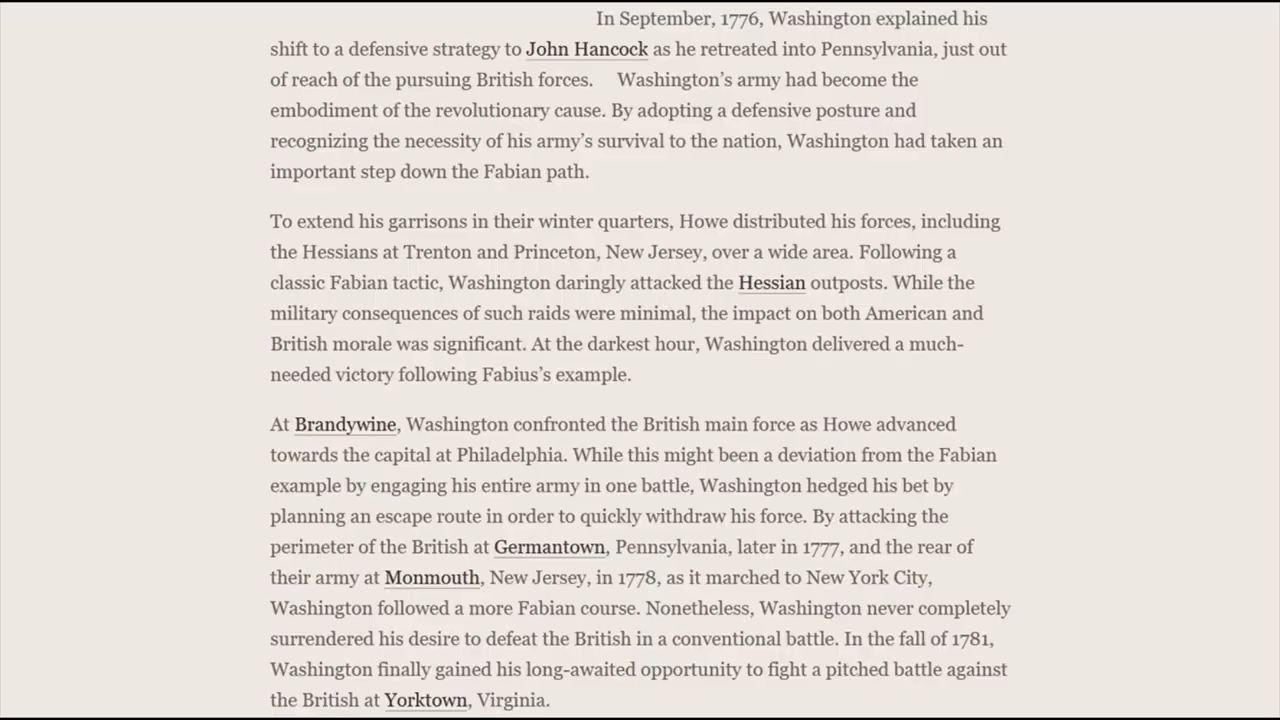 In September, 1776, Washington explained his
shift to a defensive strategy to John Hancock as he retreated into Pennsylvania, just out
of reach of the pursuing British forces. Washington’s army had become the
embodiment of the revolutionary cause. By adopting a defensive posture and
recognizing the necessity of his army’s survival to the nation, Washington had taken an
important step down the Fabian path.
To extend his garrisons in their winter quarters, Howe distributed his forces, including
the Hessians at Trenton and Princeton, New Jersey, over a wide area. Following a
classic Fabian tactic, Washington daringly attacked the Hessian outposts. While the
military consequences of such raids were minimal, the impact on both American and
British morale was significant. At the darkest hour, Washington delivered a much-
needed victory following Fabius’s example.
At Brandywine, Washington confronted the British main force as Howe advanced
towards the capital at Philadelphia. While this might been a deviation from the Fabian
example by engaging his entire army in one battle, Washington hedged his bet by
planning an escape route in order to quickly withdraw his force. By attacking the
perimeter of the British at Germantown, Pennsylvania, later in 1777, and the rear of
their army at Monmouth, New Jersey, in 1778, as it marched to New York City,
Washington followed a more Fabian course. Nonetheless, Washington never completely
surrendered his desire to defeat the British in a conventional battle. In the fall of 1781,
Washington finally gained his long-awaited opportunity to fight a pitched battle against
the British at Yorktown, Virginia.